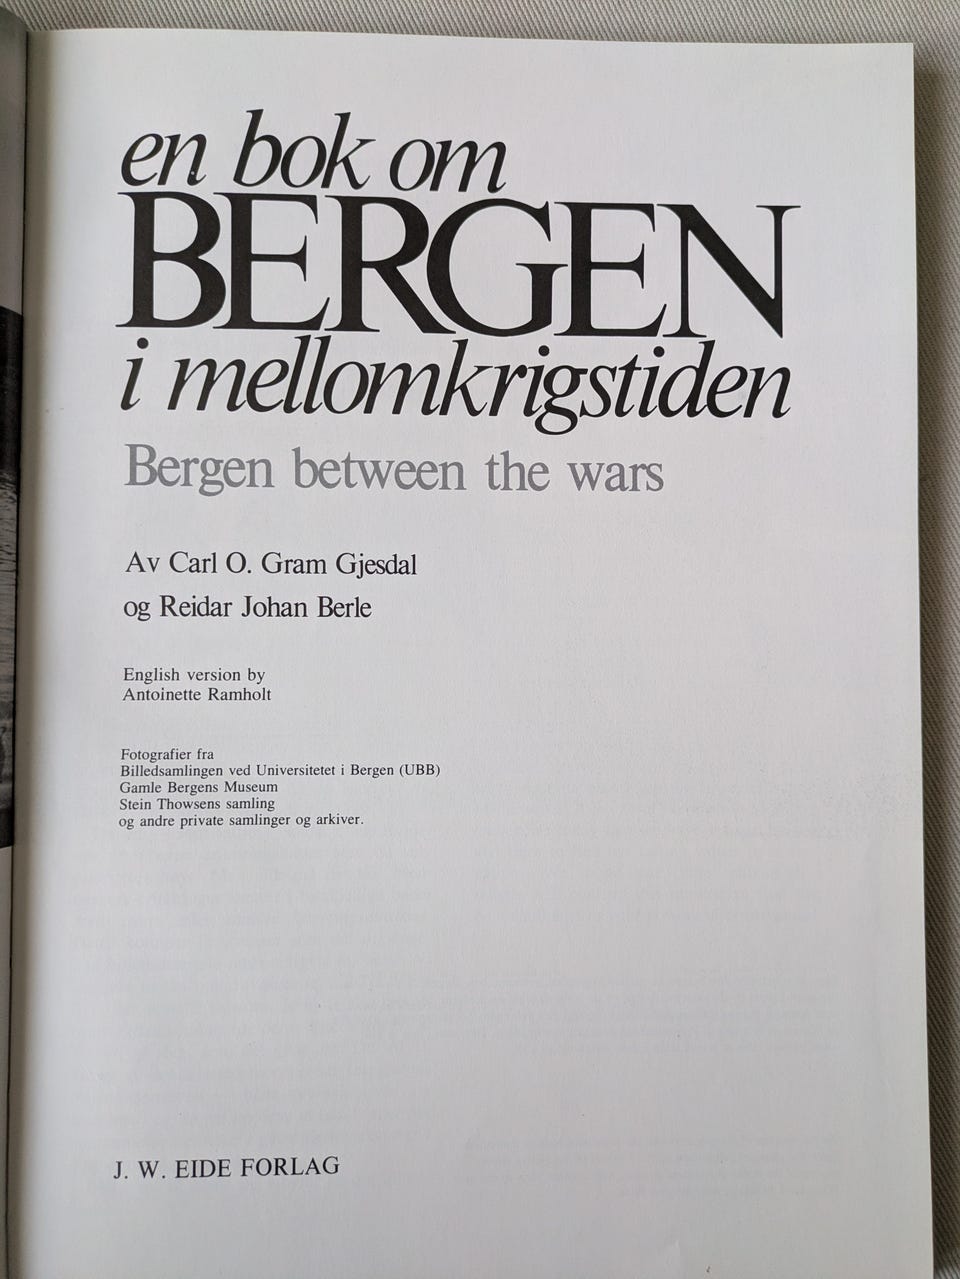 en bok om
BERGEN
i mellomkrigstiden
Bergen between the wars
Av Carl O. Gram Gjesdal
og Reidar Johan Berle
English version by
Antoinette Ramholt
Fotografier fra
Billedsamlingen ved Universitetet i Bergen (UBB)
Gamle Bergens Museum
Stein Thowsens samling
og andre private samlinger og arkiver.
J. W. EIDE FORLAG